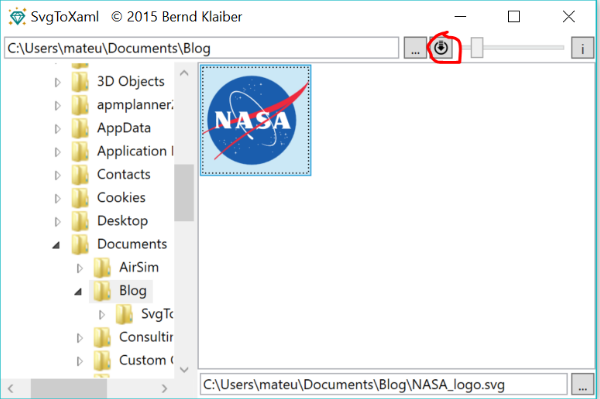 SvgToXaml © 2015 Bernd Klaiber
C:\Users\mateu\Documents\Blog
...
i
3D Objects
apmplanner2
AppData
Application
Contacts
Cookies
Desktop
Documents
AirSim
Blog
SvgTo
Consultin
Custom
NASA
C:\Users\mateu\Documents\Blog\NASA_logo.svg
...